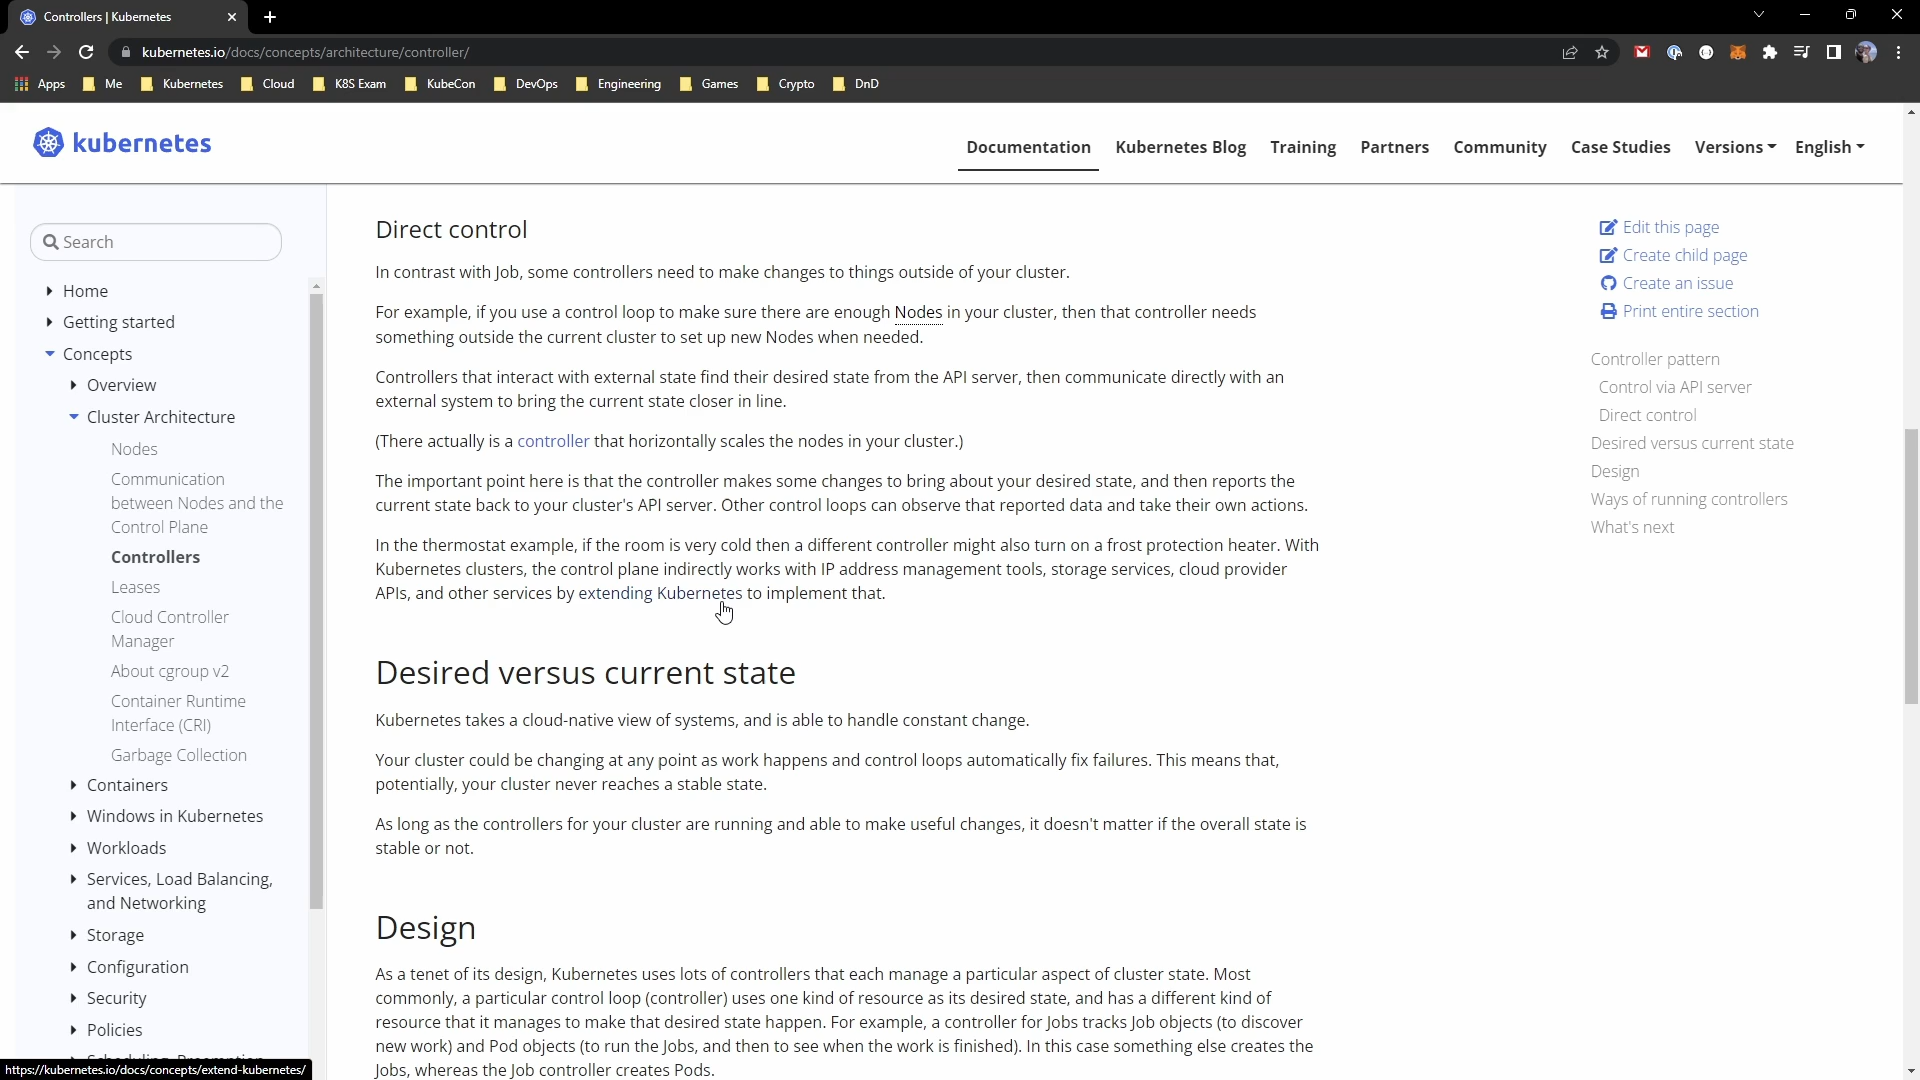 Controllers | Kubernetes
kubernetes.io/docs/concepts/architecture/controller/
Apps Me Kubernetes Cloud K8S Exam KubeCon DevOps Engineering Games Crypto DnD
kubernetes
Documentation Kubernetes Blog Training Partners Community Case Studies Versions English
Search
Home
Getting started
Concepts
Overview
Cluster Architecture
Nodes
Communication
between Nodes and the
Control Plane
Controllers
Leases
Cloud Controller
Manager
About cgroup v2
Container Runtime
Interface (CRI)
Garbage Collection
Containers
Windows in Kubernetes
Workloads
Services, Load Balancing,
and Networking
Storage
Configuration
Security
Policies
https://kubernetes.io/docs/concepts/extend-kubernetes/
Direct control
In contrast with Job, some controllers need to make changes to things outside of your cluster.
For example, if you use a control loop to make sure there are enough Nodes in your cluster, then that controller needs
something outside the current cluster to set up new Nodes when needed.
Controllers that interact with external state find their desired state from the API server, then communicate directly with an
external system to bring the current state closer in line.
(There actually is a controller that horizontally scales the nodes in your cluster.)
The important point here is that the controller makes some changes to bring about your desired state, and then reports the
current state back to your cluster's API server. Other control loops can observe that reported data and take their own actions.
In the thermostat example, if the room is very cold then a different controller might also turn on a frost protection heater. With
Kubernetes clusters, the control plane indirectly works with IP address management tools, storage services, cloud provider
APIs, and other services by extending Kubernetes to implement that.
Desired versus current state
Kubernetes takes a cloud-native view of systems, and is able to handle constant change.
Your cluster could be changing at any point as work happens and control loops automatically fix failures. This means that,
potentially, your cluster never reaches a stable state.
As long as the controllers for your cluster are running and able to make useful changes, it doesn't matter if the overall state is
stable or not.
Design
As a tenet of its design, Kubernetes uses lots of controllers that each manage a particular aspect of cluster state. Most
commonly, a particular control loop (controller) uses one kind of resource as its desired state, and has a different kind of
resource that it manages to make that desired state happen. For example, a controller for Jobs tracks Job objects (to discover
new work) and Pod objects (to run the Jobs, and then to see when the work is finished). In this case something else creates the
Jobs, whereas the Job controller creates Pods.
Edit this page
Create child page
Create an issue
Print entire section
Controller pattern
Control via API server
Direct control
Desired versus current state
Design
Ways of running controllers
What's next